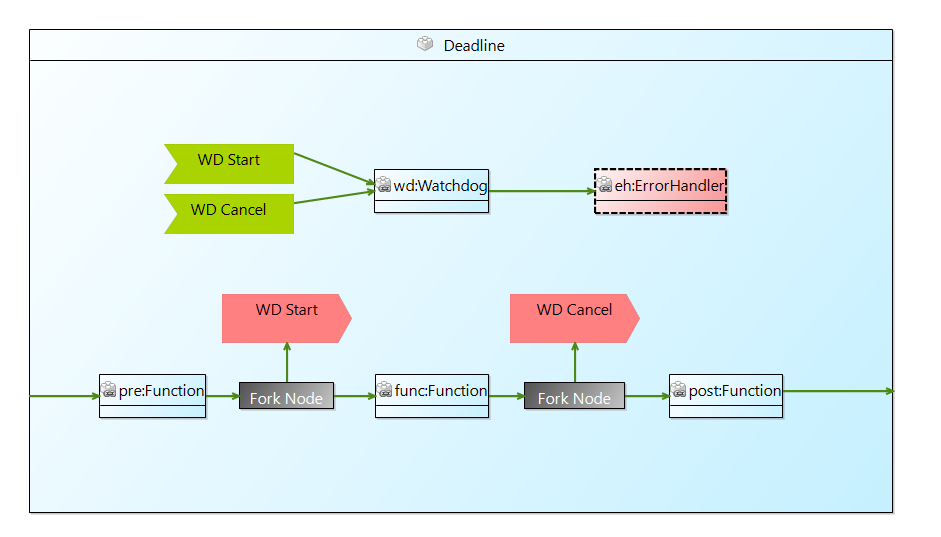 Deadline
WD Start
WD Cancel
wd:Watchdog
eh:ErrorHandler
WD Start
WD Cancel
pre:Function
Fork Node
func:Function
Fork Node
post:Function